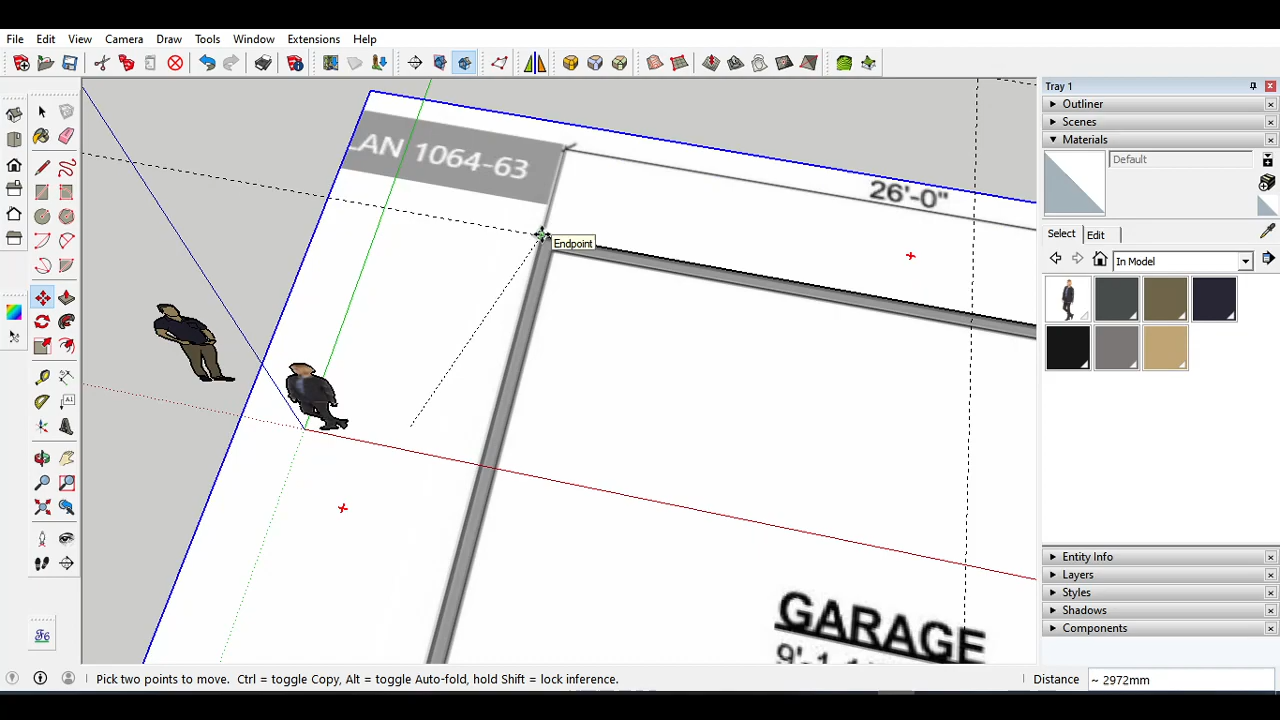 File Edit View Camera Draw Tools Window Extensions Help
Tray 1
Outliner
Scenes
Materials
Default
LAN 1064-63
26'-0"
Endpoint
Select Edit
In Model
GARAGE
Entity Info
Layers
Styles
Shadows
Components
Pick two points to move. Ctrl = toggle Copy, Alt = toggle Auto-fold, hold Shift = lock inference.
Distance ~ 2972mm